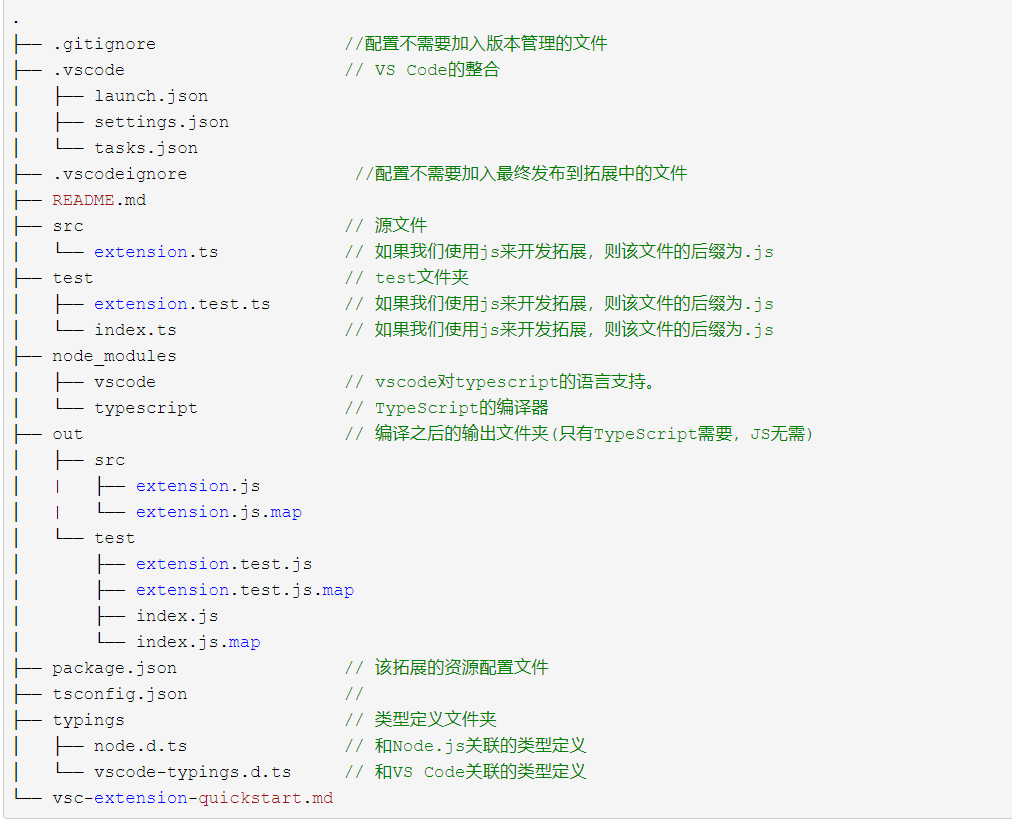 .
├── .gitignore                  //配置不需要加入版本管理的文件
├── .vscode                     // VS Code的整合
│   ├── launch.json
│   ├── settings.json
│   └── tasks.json
├── .vscodeignore                //配置不需要加入最终发布到拓展中的文件
├── README.md
├── src                         // 源文件
│   └── extension.ts            // 如果我们使用js来开发拓展，则该文件的后缀为.js
├── test                        // test文件夹
│   ├── extension.test.ts       // 如果我们使用js来开发拓展，则该文件的后缀为.js
│   └── index.ts                // 如果我们使用js来开发拓展，则该文件的后缀为.js
├── node_modules
│   ├── vscode                  // vscode对typescript的语言支持。
│   └── typescript              // TypeScript的编译器
├── out                         // 编译之后的输出文件夹(只有TypeScript需要，JS无需)
│   ├── src
│   |   ├── extension.js
│   |   └── extension.js.map
│   └── test
│       ├── extension.test.js
│       ├── extension.test.js.map
│       ├── index.js
│       └── index.js.map
├── package.json                // 该拓展的资源配置文件
├── tsconfig.json               //
├── typings                     // 类型定义文件夹
│   ├── node.d.ts               // 和Node.js关联的类型定义
│   └── vscode-typings.d.ts     // 和VS Code关联的类型定义
└── vsc-extension-quickstart.md